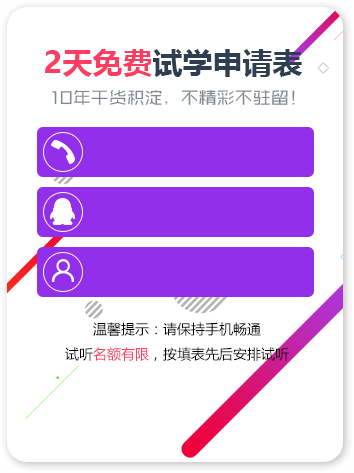 2天免费试学申请表
10年干货积淀，不精彩不驻留！
温馨提示：请保持手机畅通
试听名额有限，按填表先后安排试听